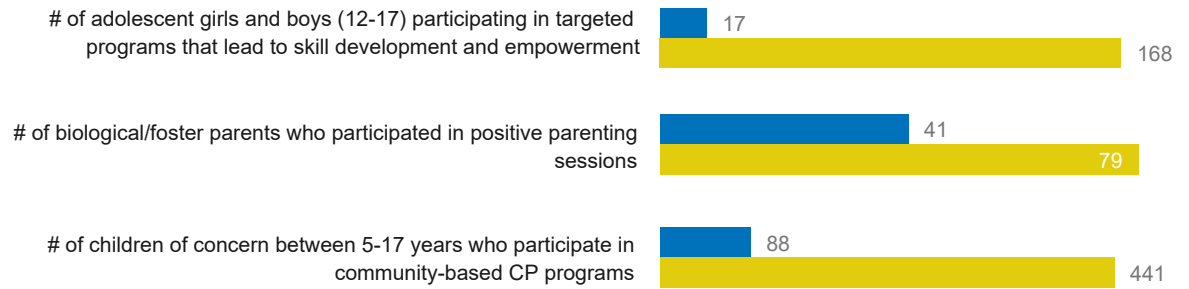 # of adolescent girls and boys (12-17) participating in targeted
programs that lead to skill development and empowerment
17
168
# of biological/foster parents who participated in positive parenting
sessions
41
79
# of children of concern between 5-17 years who participate in
community-based CP programs
88
441